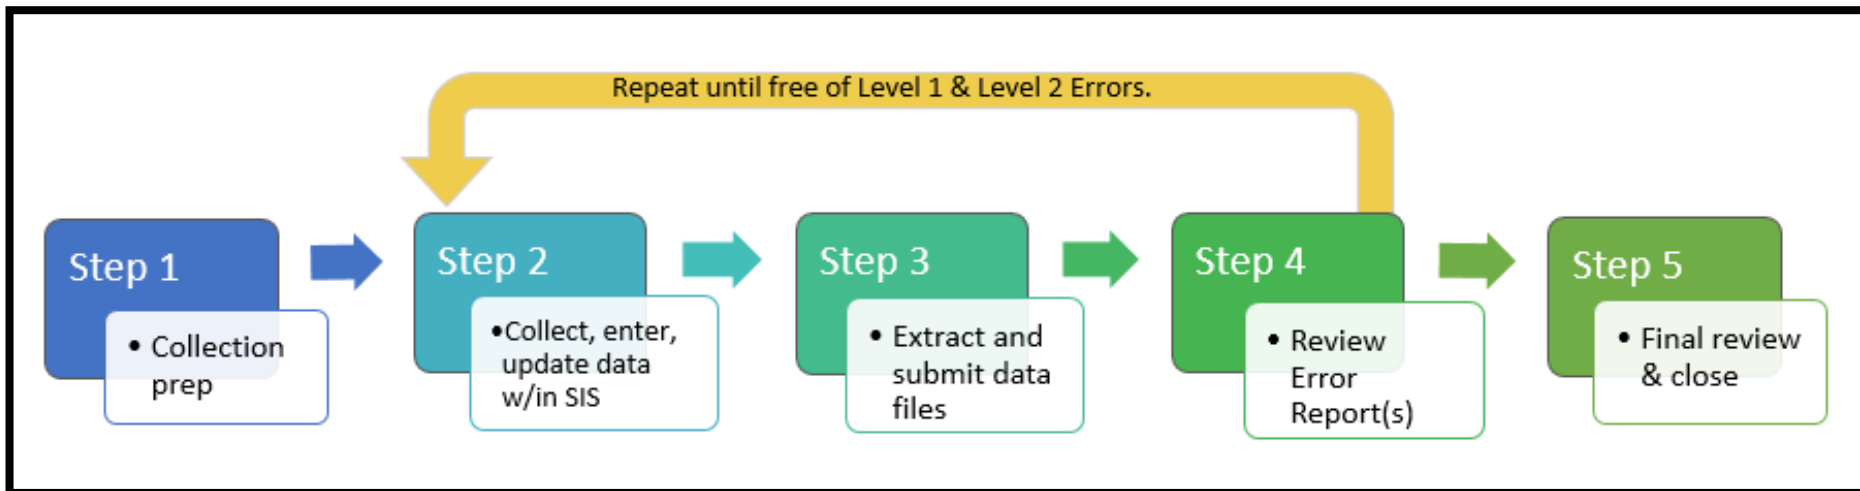 Repeat until free of Level 1 & Level 2 Errors.
Step 1
• Collection
prep
Step 2
•Collect, enter,
update data
w/in SIS
Step 3
• Extract and
submit data
files
Step 4
• Review
Error
Report(s)
Step 5
• Final review
& close